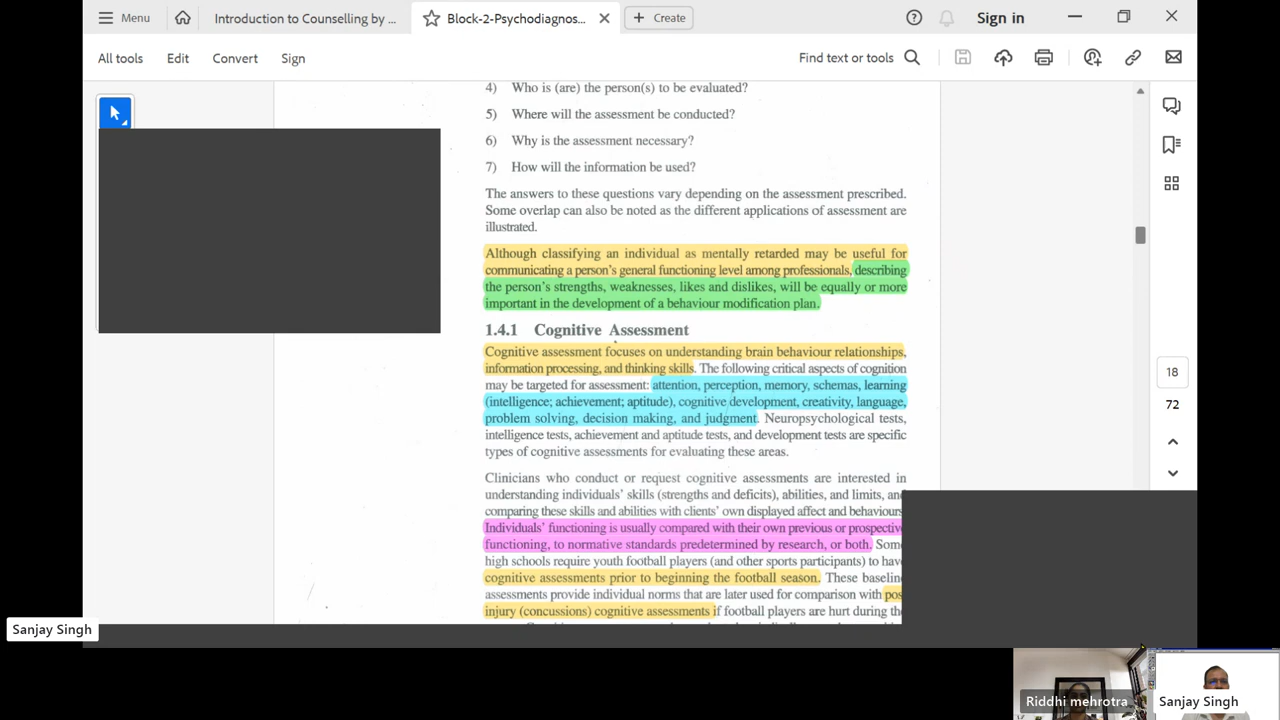 Menu
Introduction to Counselling by ...
Block-2-Psychodiagnos...
Create
Sign in
All tools
Edit
Convert
Sign
Find text or tools
4) Who is (are) the person(s) to be evaluated?
5) Where will the assessment be conducted?
6) Why is the assessment necessary?
7) How will the information be used?
The answers to these questions vary depending on the assessment prescribed.
Some overlap can also be noted as the different applications of assessment are
illustrated.
Although classifying an individual as mentally retarded may be useful for
communicating a person's general functioning level among professionals, describing
the person's strengths, weaknesses, likes and dislikes, will be equally or more
important in the development of a behaviour modification plan.
1.4.1 Cognitive Assessment
Cognitive assessment focuses on understanding brain behaviour relationships,
information processing, and thinking skills. The following critical aspects of cognition
may be targeted for assessment: attention, perception, memory, schemas, learning
(intelligence; achievement; aptitude), cognitive development, creativity, language,
problem solving, decision making, and judgment. Neuropsychological tests,
intelligence tests, achievement and aptitude tests, and development tests are specific
types of cognitive assessments for evaluating these areas.
Clinicians who conduct or request cognitive assessments are interested in
understanding individuals' skills (strengths and deficits), abilities, and limits, an
comparing these skills and abilities with clients' own displayed affect and behaviours
Individuals' functioning is usually compared with their own previous or prospective
functioning, to normative standards predetermined by research, or both. Some
high schools require youth football players (and other sports participants) to have
cognitive assessments prior to beginning the football season. These baselin
assessments provide individual norms that are later used for comparison with pos
injury (concussions) cognitive assessments if football players are hurt during the
18
72
Sanjay Singh
Riddhi mehrotra
Sanjay Singh